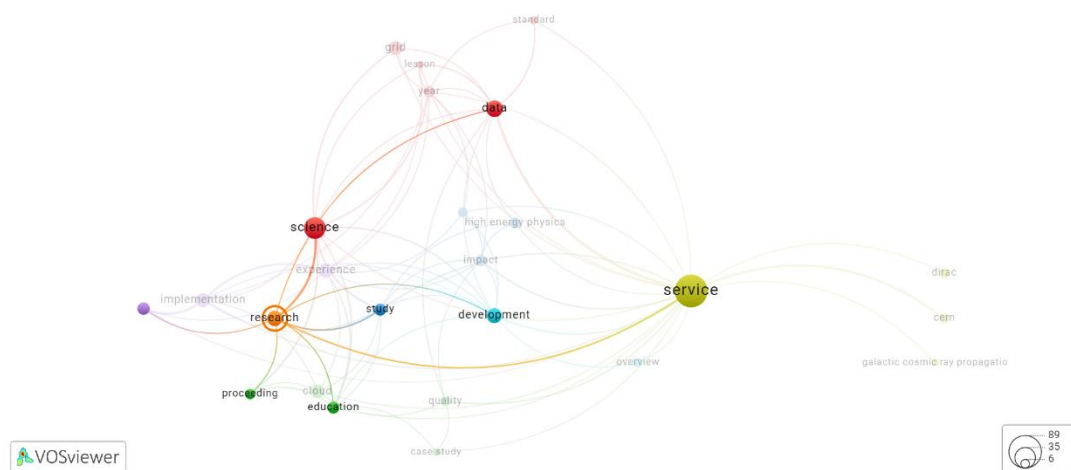 standard
grid
lesson
year
data
science
high energy physics
experience
impact
dirac
implementation
service
research
study
development
cern
overview
galactic cosmic ray propagatio
proceeding
cloud
education
quality
case study
VOSviewer
89
35
6